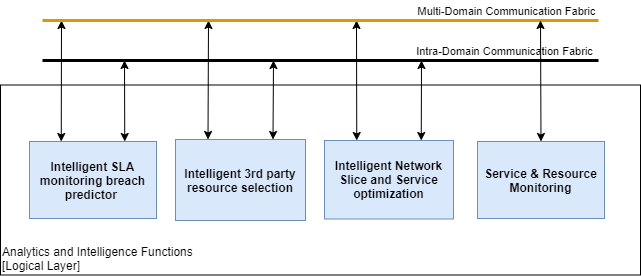 Multi-Domain Communication Fabric
Intra-Domain Communication Fabric
Intelligent SLA
monitoring breach
predictor
Intelligent 3rd party
resource selection
Intelligent Network
Slice and Service
optimization
Service & Resource
Monitoring
Analytics and Intelligence Functions
[Logical Layer]